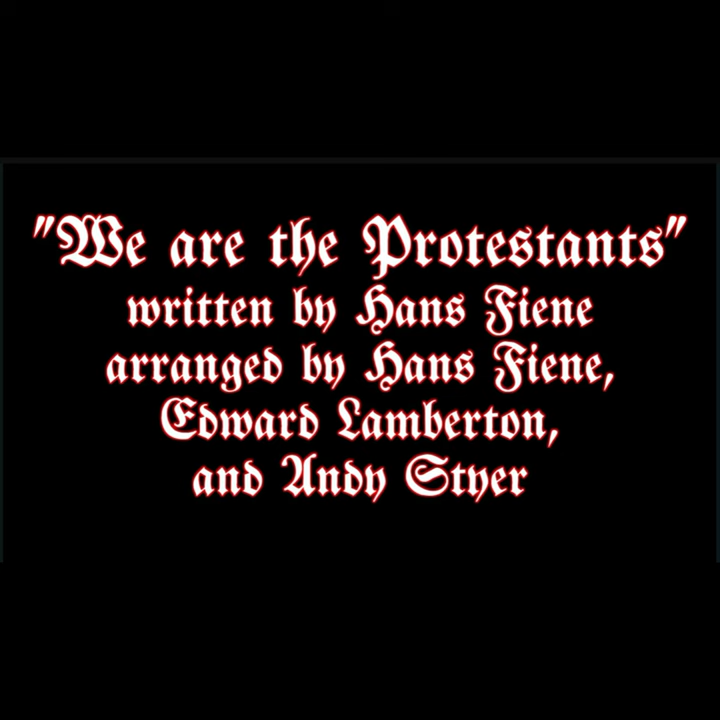 "We are the Protestants"
written by Hans Fiene
arranged by Hans Fiene,
Edward Lamberton,
and Andy Styer